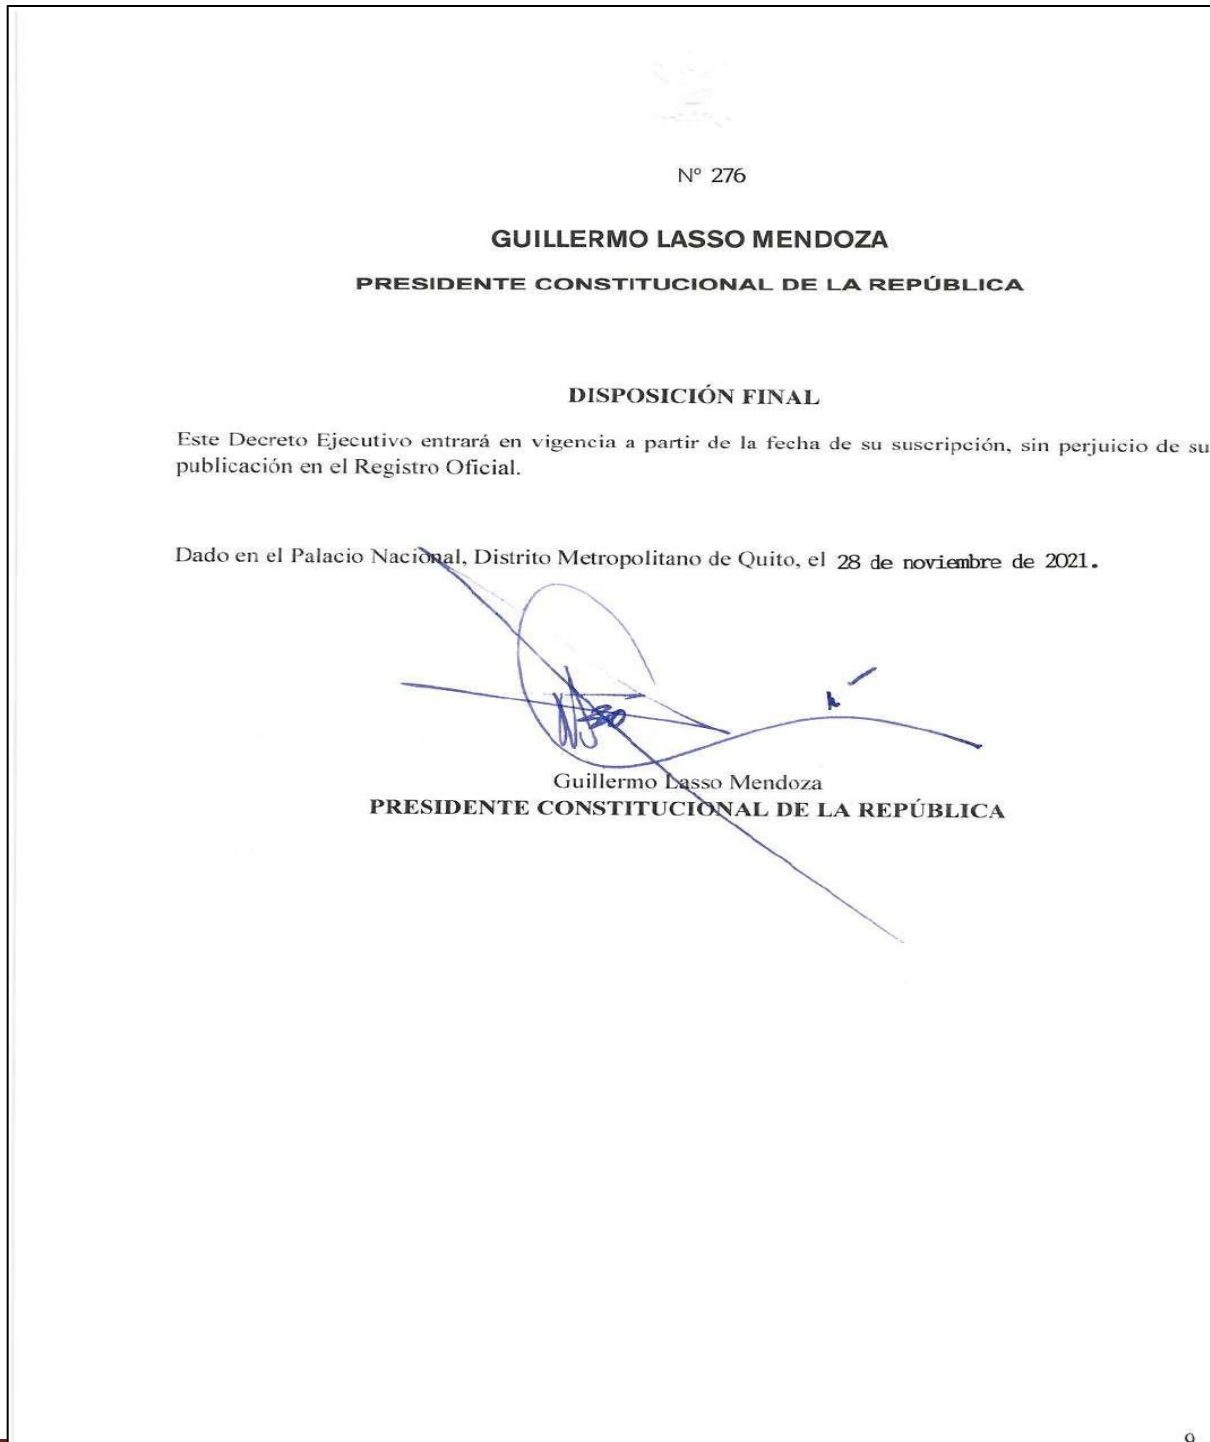 Nº 276
GUILLERMO LASSO MENDOZA
PRESIDENTE CONSTITUCIONAL DE LA REPÚBLICA
DISPOSICIÓN FINAL
Este Decreto Ejecutivo entrará en vigencia a partir de la fecha de su suscripción, sin perjuicio de su
publicación en el Registro Oficial.
Dado en el Palacio Nacional, Distrito Metropolitano de Quito, el 28 de noviembre de 2021.
Guillermo Lasso Mendoza
PRESIDENTE CONSTITUCIONAL DE LA REPÚBLICA
9